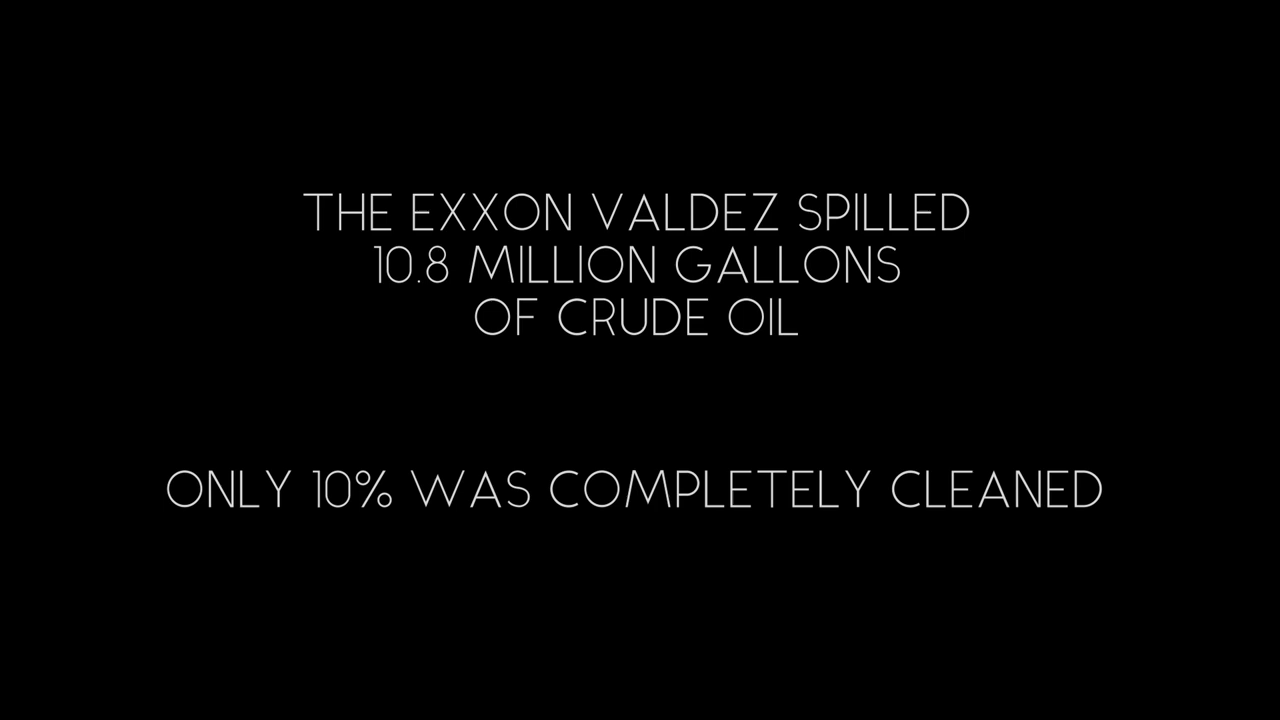 THE EXXON VALDEZ SPILLED
10.8 MILLION GALLONS
OF CRUDE OIL
ONLY 10% WAS COMPLETELY CLEANED